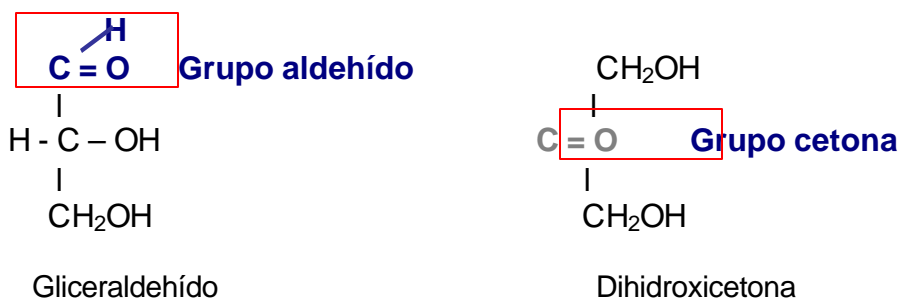 H
C = O Grupo aldehído
I
H - C – OH
I
CH₂OH
Gliceraldehído
CH₂OH
I
C = O Grupo cetona
I
CH₂OH
Dihidroxicetona